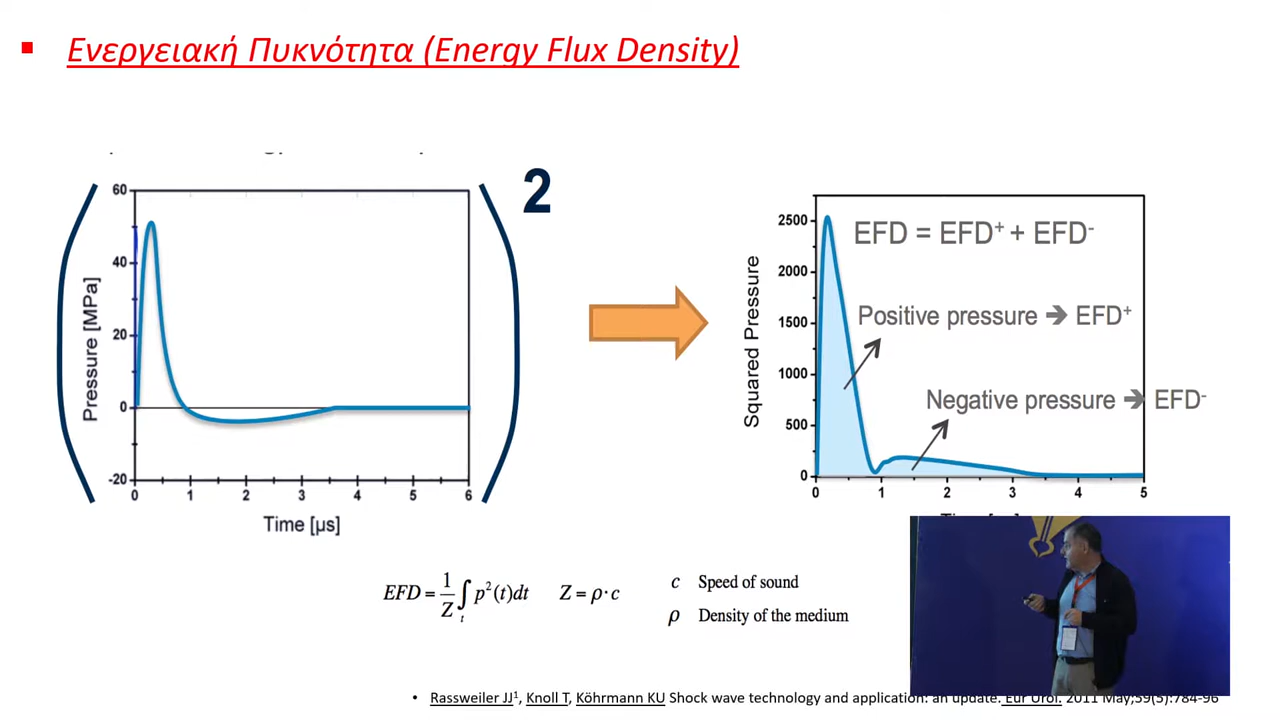 Ενεργειακή Πυκνότητα (Energy Flux Density)
2
60
40
20
0
-20
Pressure [MPa]
0 1 2 3 4 5 6
Time [µs]
2500
2000
1500
1000
500
0
Squared Pressure
EFD = EFD+ + EFD-
Positive pressure ➔ EFD+
Negative pressure ➔ EFD-
0 1 2 3 4 5
EFD = 1/Z ∫t p²(t)dt Z = ρ·c
c Speed of sound
ρ Density of the medium
• Rassweiler JJ¹, Knoll T, Köhrmann KU Shock wave technology and application: an update. Eur Urol. 2011 May;59(5):784-96